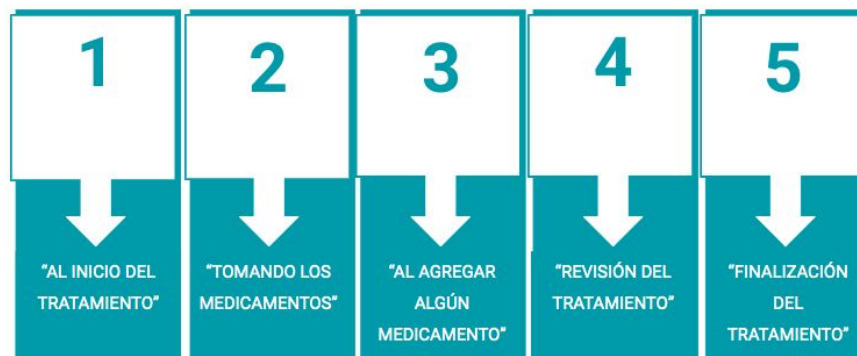 1
"AL INICIO DEL
TRATAMIENTO"
2
"TOMANDO LOS
MEDICAMENTOS"
3
"AL AGREGAR
ALGÚN
MEDICAMENTO"
4
"REVISIÓN DEL
TRATAMIENTO"
5
"FINALIZACIÓN
DEL
TRATAMIENTO"